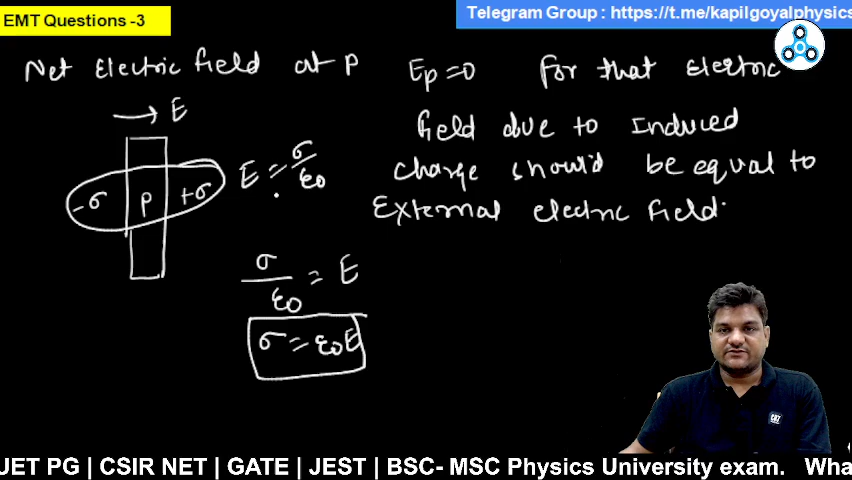 EMT Questions -3
Telegram Group : https://t.me/kapilgoyalphysics
Net Electric field at P
Ep=0 for that Electric
field due to Induced
charge should be equal to
External electric field.
→ E
-σ P +σ
E = σ/ε0
σ/ε0 = E
σ = ε0E
UET PG | CSIR NET | GATE | JEST | BSC- MSC Physics University exam. Wha